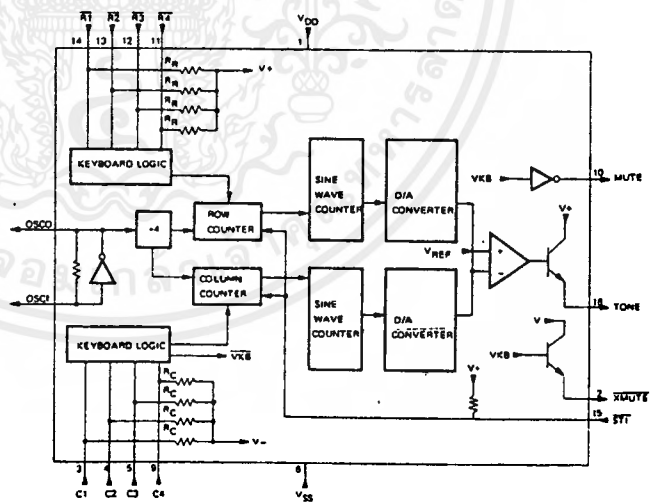 R1 R2 R3 R4
VDD
14 13 12 11
1
RR
V+
RR
RR
RR
KEYBOARD LOGIC
SINE WAVE COUNTER
D/A CONVERTER
VKB
10
MUTE
V+
OSCO
÷4
ROW COUNTER
VREF
+
−
COLUMN COUNTER
16
TONE
OSCI
SINE WAVE COUNTER
D/A CONVERTER
V
KEYBOARD LOGIC
VKB
VKB
V+
2
XMUTE
RC
RC
RC
RC
15
STI
V−
3 4 5 9
6
C1 C2 C3 C4
VSS